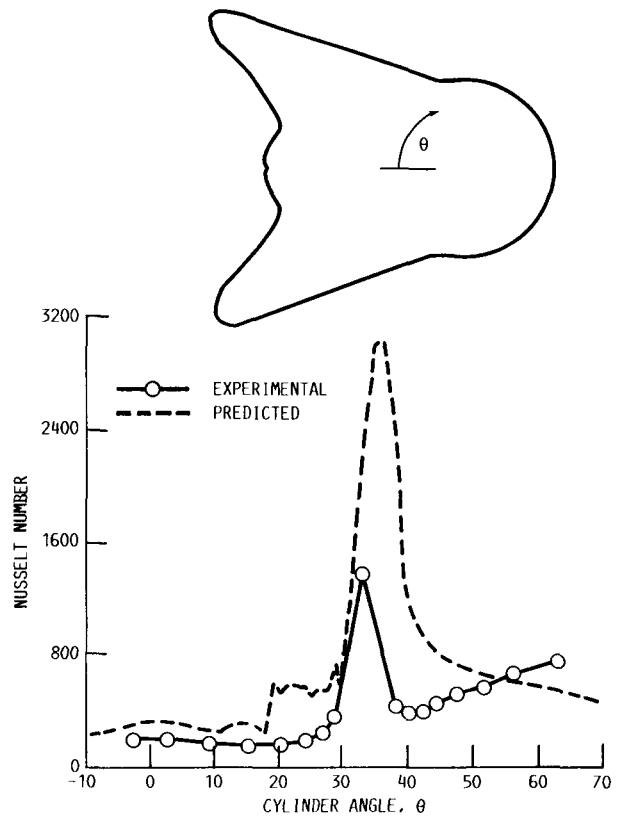 θ
3200
EXPERIMENTAL
PREDICTED
2400
NUSSELT NUMBER
1600
800
0
-10 0 10 20 30 40 50 60 70
CYLINDER ANGLE, θ